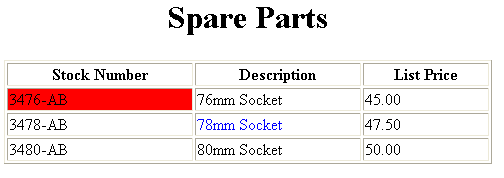 Spare Parts
Stock Number Description List Price
3476-AB 76mm Socket 45.00
3478-AB 78mm Socket 47.50
3480-AB 80mm Socket 50.00